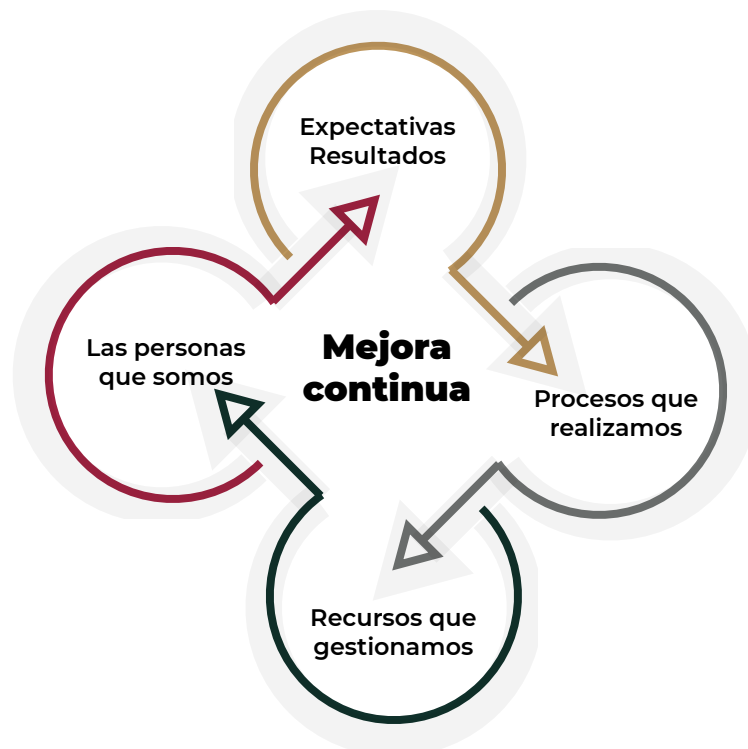 Expectativas
Resultados
Las personas
que somos
Mejora
continua
Procesos que
realizamos
Recursos que
gestionamos